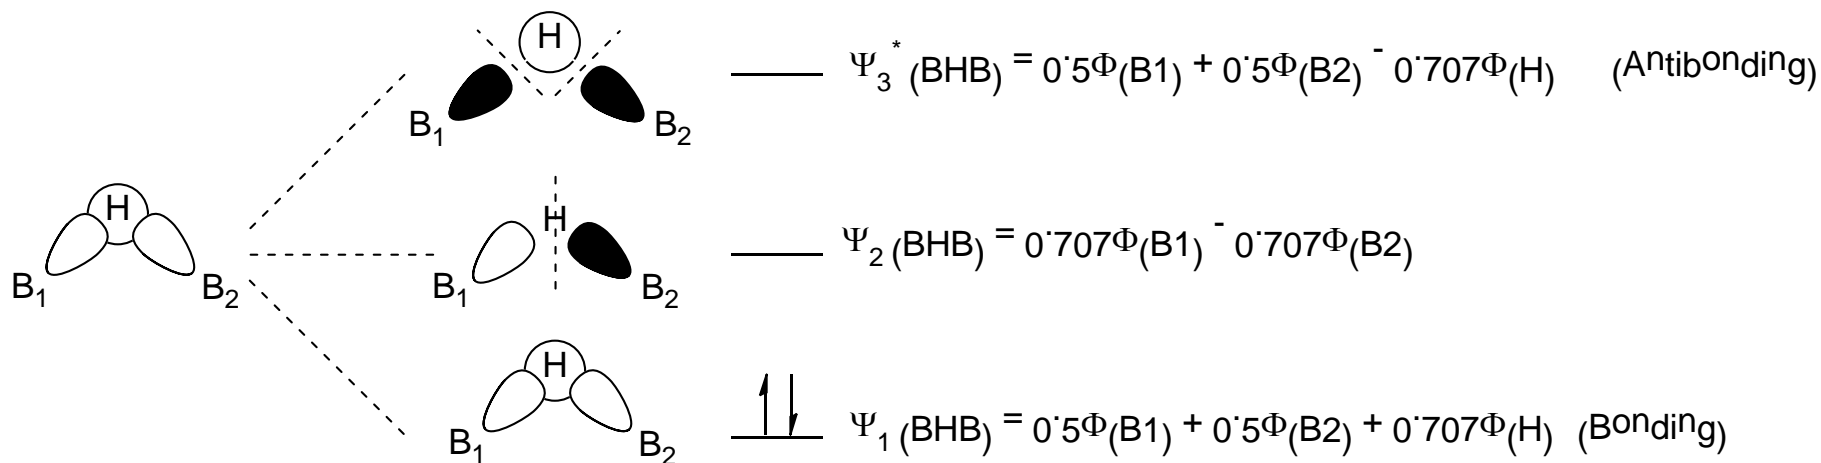 H
B₁ B₂
Ψ₃*(BHB) = 0·5Φ(B1) + 0·5Φ(B2) - 0·707Φ(H) (Antibonding)
H
B₁ B₂
H
B₁ B₂
Ψ₂(BHB) = 0·707Φ(B1) - 0·707Φ(B2)
H
B₁ B₂
Ψ₁(BHB) = 0·5Φ(B1) + 0·5Φ(B2) + 0·707Φ(H) (Bonding)